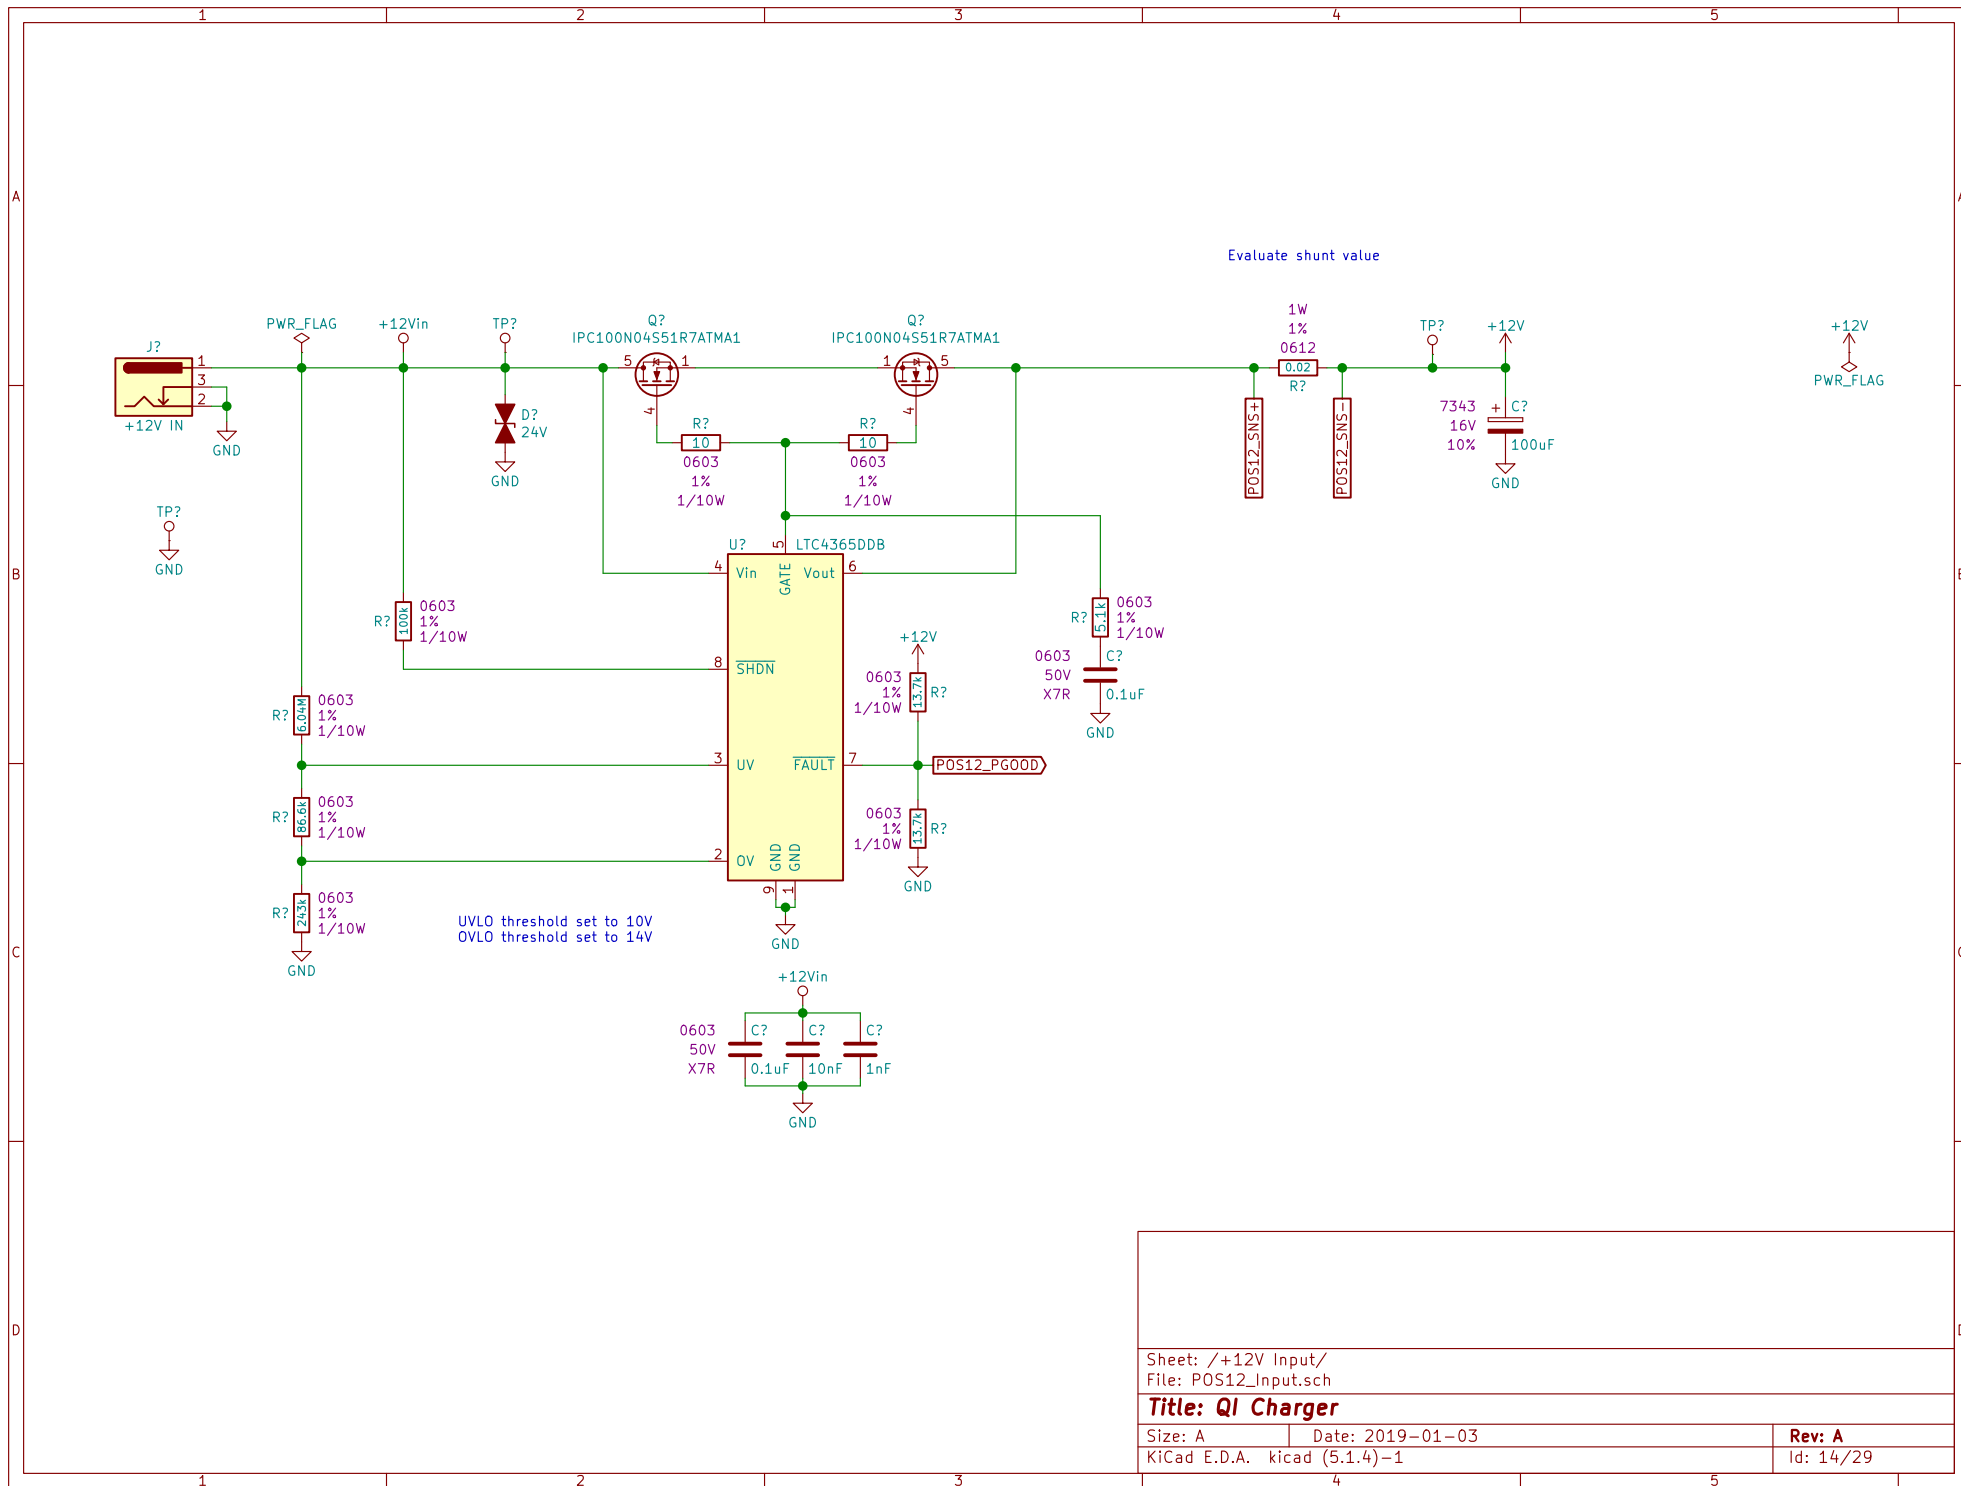 1 2 3 4 5
A
Evaluate shunt value
J?
1
3
2
+12V IN
GND
TP?
GND
PWR_FLAG
+12Vin
TP?
D?
24V
GND
Q?
IPC100N04S51R7ATMA1
5 1
4
Q?
IPC100N04S51R7ATMA1
1 5
4
R?
10
0603
1%
1/10W
R?
10
0603
1%
1/10W
1W
1%
0612
0.02
R?
POS12_SNS+
POS12_SNS-
TP?
+12V
7343
16V
10%
+ C?
100uF
GND
+12V
PWR_FLAG
B
U?
LTC4365DDB
5
GATE
4 Vin
Vout 6
8 SHDN
3 UV
FAULT 7
2 OV
GND
GND
9 1
GND
R?
100k
0603
1%
1/10W
R?
6.04M
0603
1%
1/10W
R?
86.6k
0603
1%
1/10W
R?
243k
0603
1%
1/10W
GND
+12V
0603
1%
1/10W
13.7k
R?
POS12_PGOOD
0603
1%
1/10W
13.7k
R?
GND
R?
5.1k
0603
1%
1/10W
0603
50V
X7R
C?
0.1uF
GND
C
UVLO threshold set to 10V
OVLO threshold set to 14V
+12Vin
0603
50V
X7R
C?
0.1uF
C?
10nF
C?
1nF
GND
D
Sheet: /+12V Input/
File: POS12_Input.sch
Title: QI Charger
Size: A Date: 2019-01-03 Rev: A
KiCad E.D.A. kicad (5.1.4)-1 Id: 14/29
1 2 3 4 5